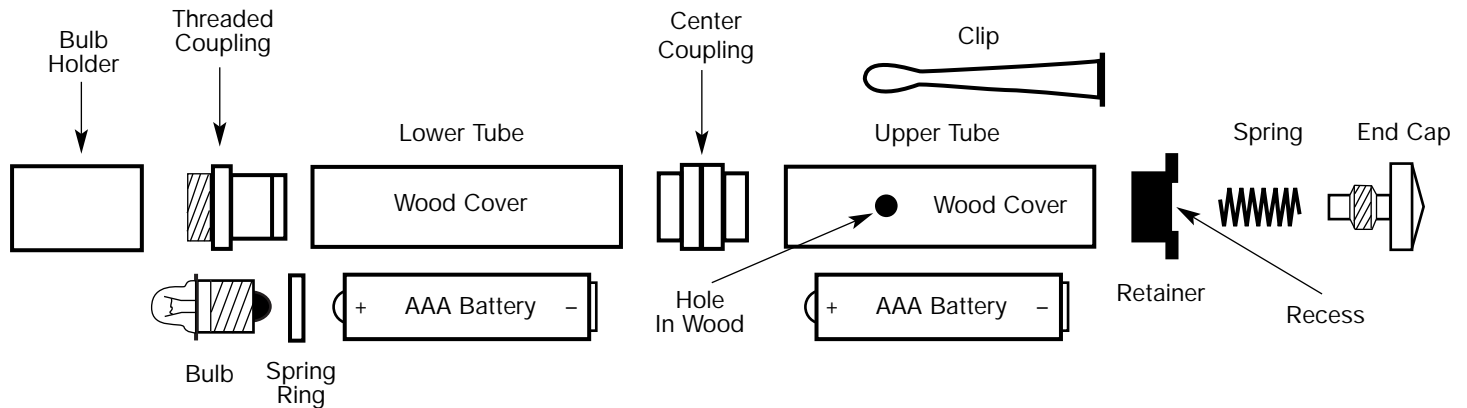 Bulb
Holder
Threaded
Coupling
Center
Coupling
Clip
Lower Tube
Upper Tube
Spring
End Cap
Wood Cover
Wood Cover
+ AAA Battery –
Hole
In Wood
+ AAA Battery –
Retainer
Recess
Bulb
Spring
Ring